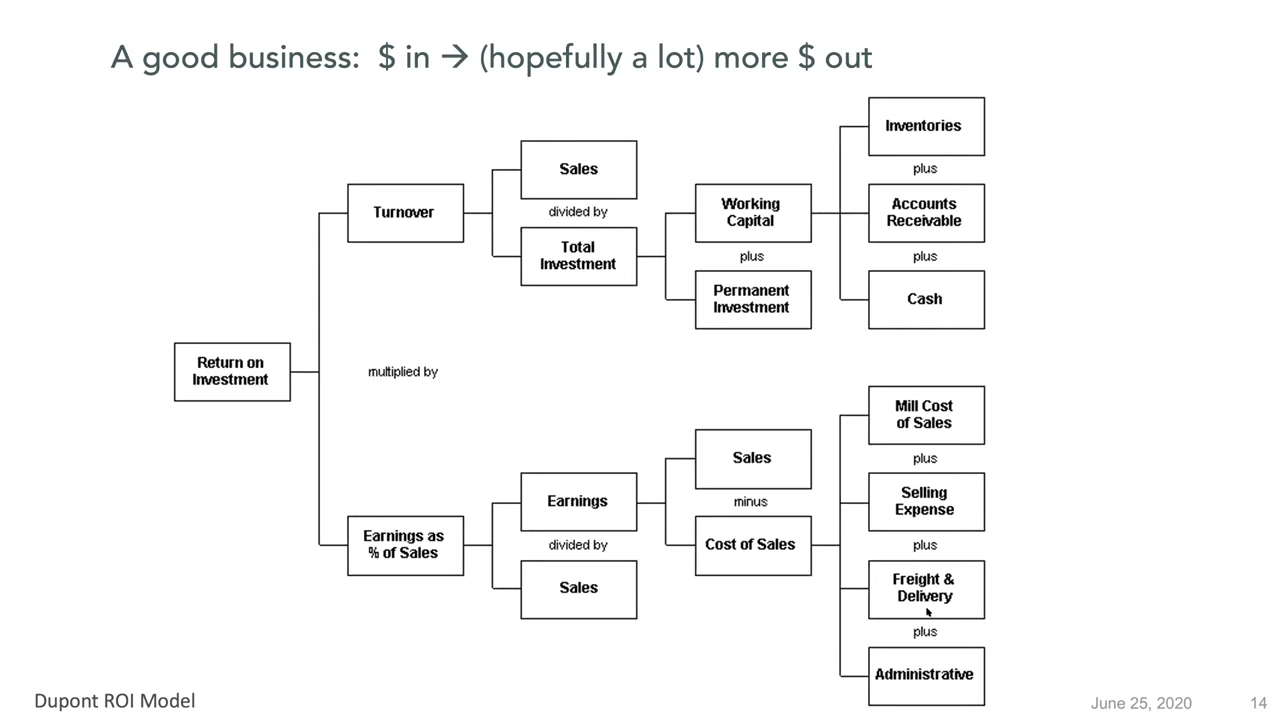 A good business: $ in → (hopefully a lot) more $ out
Inventories
plus
Sales
Turnover
divided by
Working
Capital
Accounts
Receivable
Total
Investment
plus
plus
Permanent
Investment
Cash
Return on
Investment
multiplied by
Mill Cost
of Sales
Sales
plus
Earnings
minus
Selling
Expense
Earnings as
% of Sales
divided by
Cost of Sales
plus
Sales
Freight &
Delivery
plus
Administrative
Dupont ROI Model
June 25, 2020
14